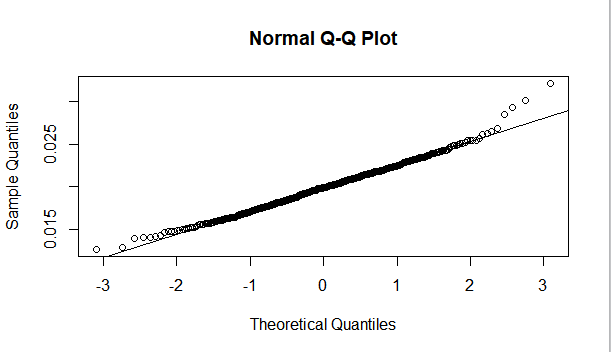 Normal Q-Q Plot
Sample Quantiles
0.025
0.015
-3 -2 -1 0 1 2 3
Theoretical Quantiles